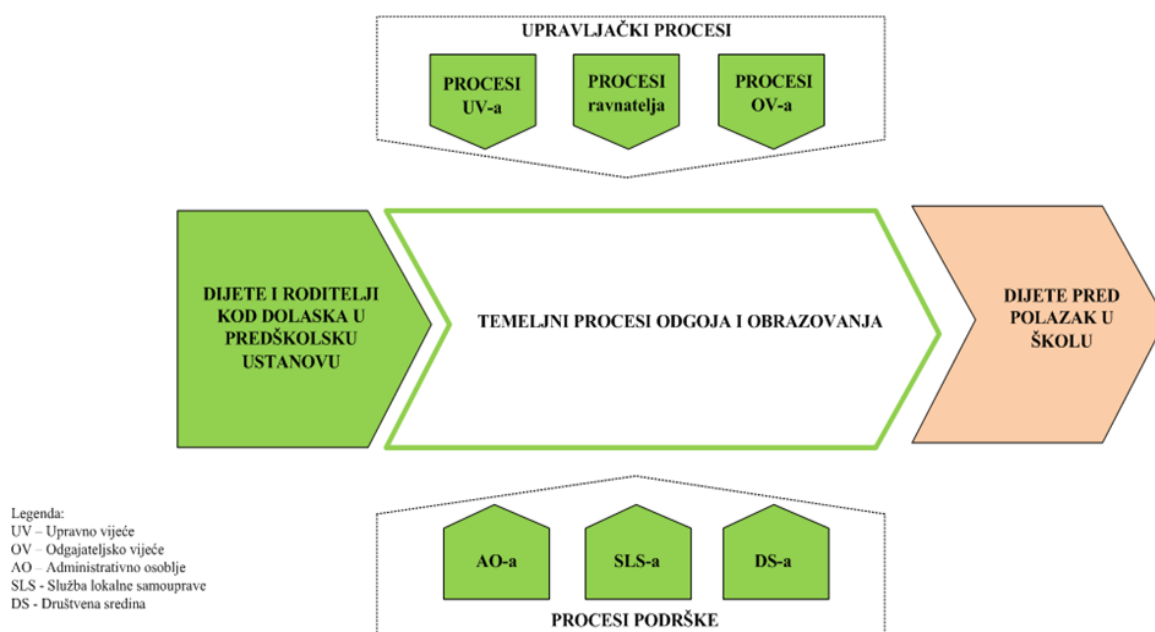 UPRAVLJAČKI PROCESI
PROCESI
UV-a
PROCESI
ravnatelja
PROCESI
OV-a
DIJETE I RODITELJI
KOD DOLASKA U
PREDŠKOLSKU
USTANOVU
TEMELJNI PROCESI ODGOJA I OBRAZOVANJA
DIJETE PRED
POLAZAK U
ŠKOLU
AO-a
SLS-a
DS-a
PROCESI PODRŠKE
Legenda:
UV – Upravno vijeće
OV – Odgajateljsko vijeće
AO – Administrativno osoblje
SLS - Služba lokalne samouprave
DS - Društvena sredina